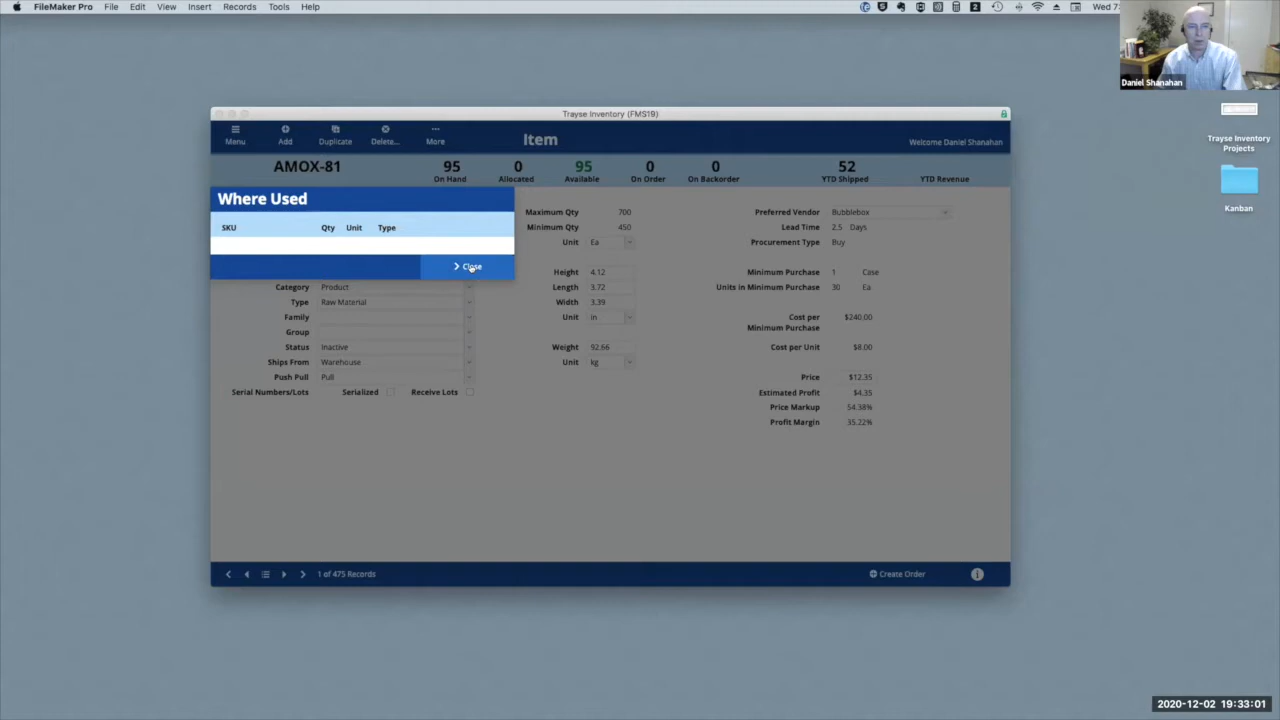 FileMaker Pro File Edit View Insert Records Tools Help 2 Wed 7
Daniel Shanahan
Trayse Inventory
Projects
Kanban
Trayse Inventory (FMS19)
Menu Add Duplicate Delete... More Item Welcome Daniel Shanahan
AMOX-81 95 0 95 0 0 52
On Hand Allocated Available On Order On Backorder YTD Shipped YTD Revenue
Where Used
SKU Qty Unit Type
Close
Category Product
Type Raw Material
Family
Group
Status Inactive
Ships From Warehouse
Push Pull Pull
Serial Numbers/Lots Serialized Receive Lots
Maximum Qty 700
Minimum Qty 450
Unit Ea
Height 4.12
Length 3.72
Width 3.39
Unit in
Weight 92.66
Unit kg
Preferred Vendor Bubblebox
Lead Time 2.5 Days
Procurement Type Buy
Minimum Purchase 1 Case
Units in Minimum Purchase 30 Ea
Cost per $240.00
Minimum Purchase
Cost per Unit $8.00
Price $12.35
Estimated Profit $4.35
Price Markup 54.38%
Profit Margin 35.22%
1 of 475 Records Create Order
2020-12-02 19:33:01